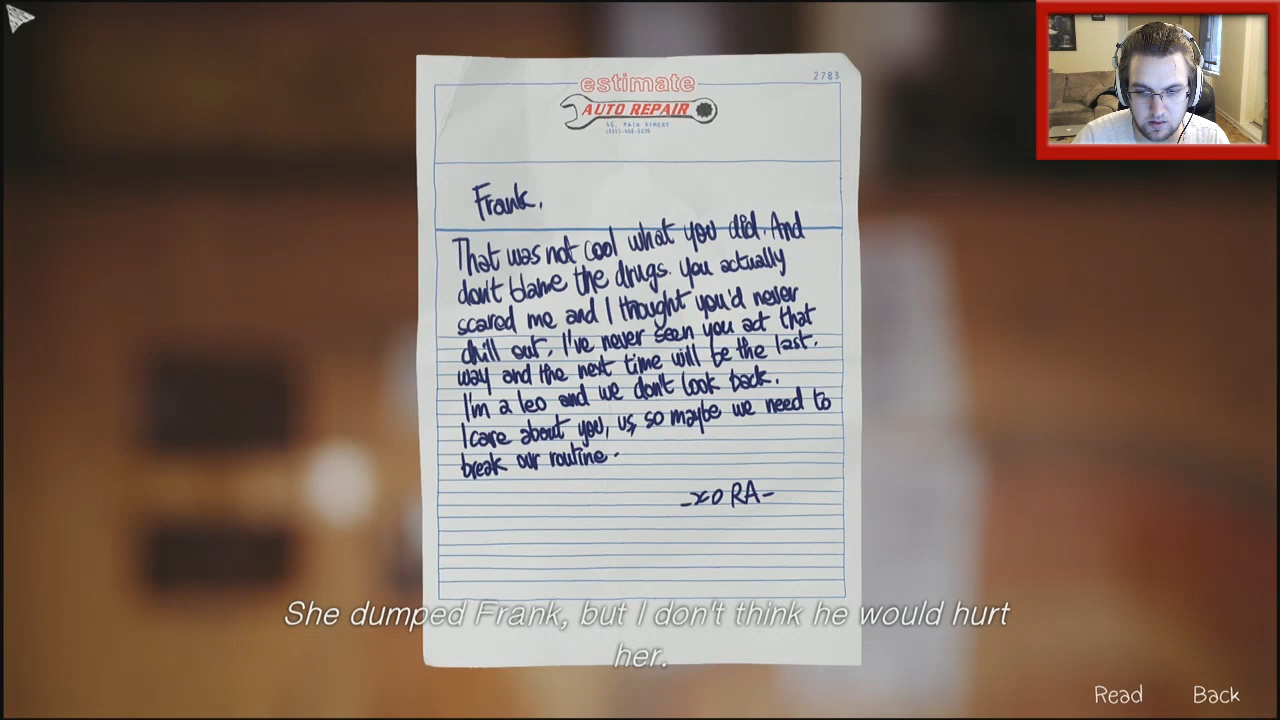 estimate
2783
AUTO REPAIR
Frank,
That was not cool what you did. And
don't blame the drugs. You actually
scared me and I thought you'd never
chill out. I've never seen you act that
way and the next time will be the last.
I'm a leo and we don't look back.
I care about you, us, so maybe we need to
break our routine.
-xo RA-
She dumped Frank, but I don't think he would hurt
her.
Read
Back